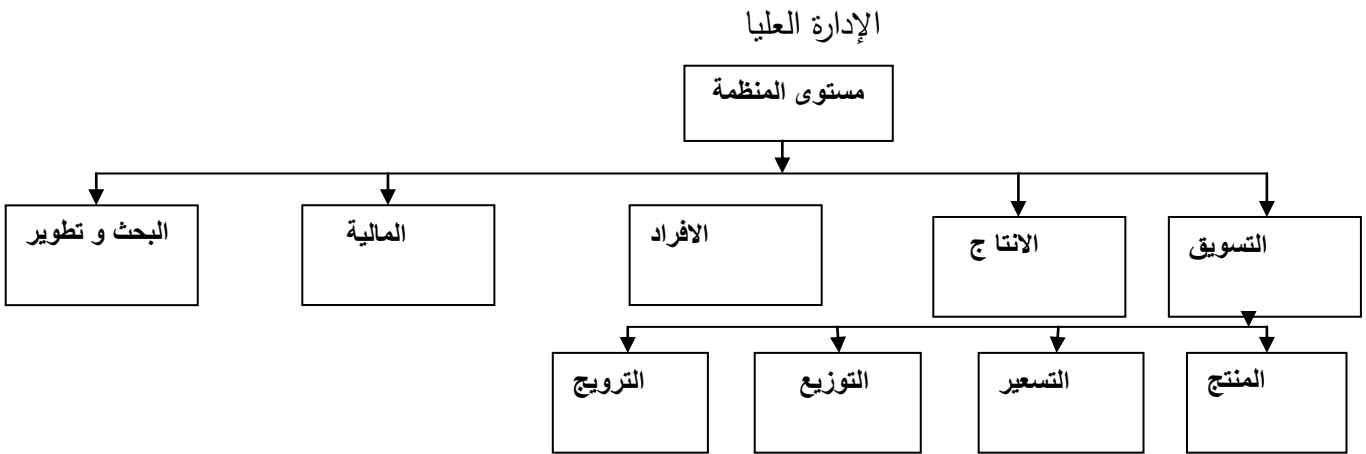 الإدارة العليا
مستوى المنظمة
التسويق
الانتا ج
الافراد
المالية
البحث و تطوير
المنتج
التسعير
التوزيع
الترويج